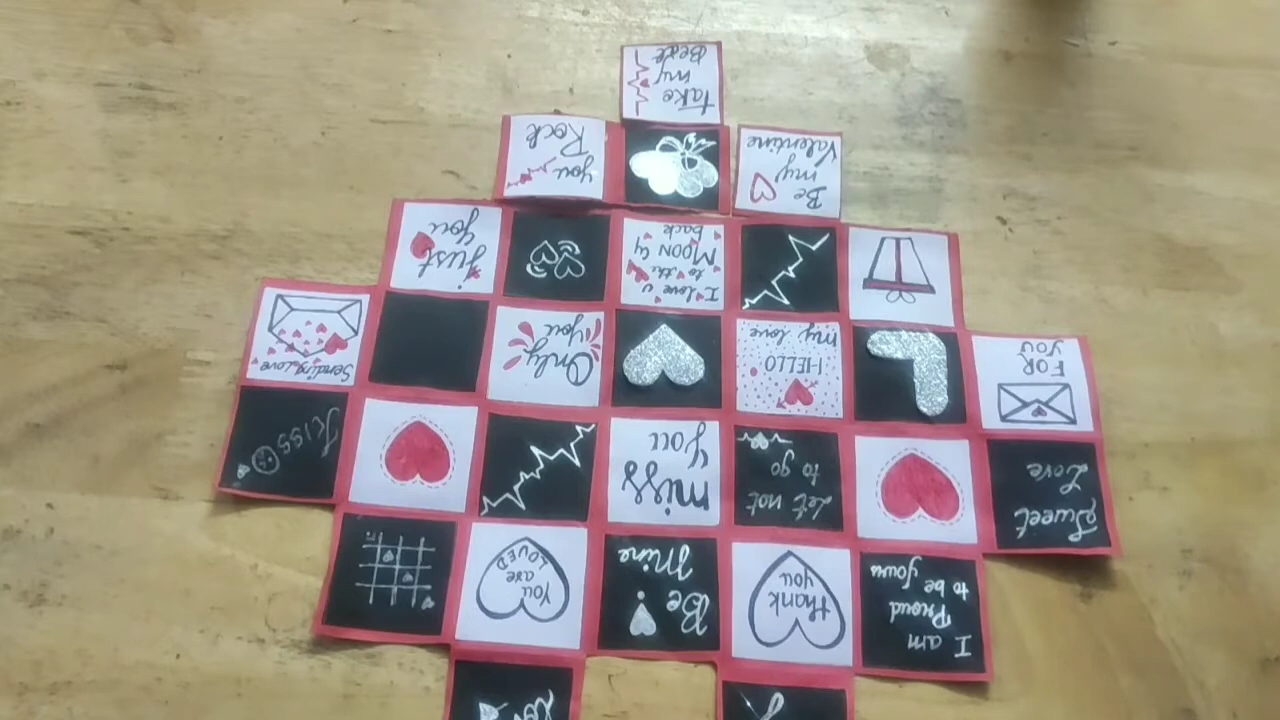 I am
Proud
to be yours
thank
you
Be
Mine
You
are
LOVED
Sweet
Love
Let not
to go
miss
you
Kiss
FOR
YOU
HELLO
my love
Only
You
Sending Love
I love u
to the
MOON &
back
Just
You
Be
my
Valentine
You
Rock
take
my
Beat